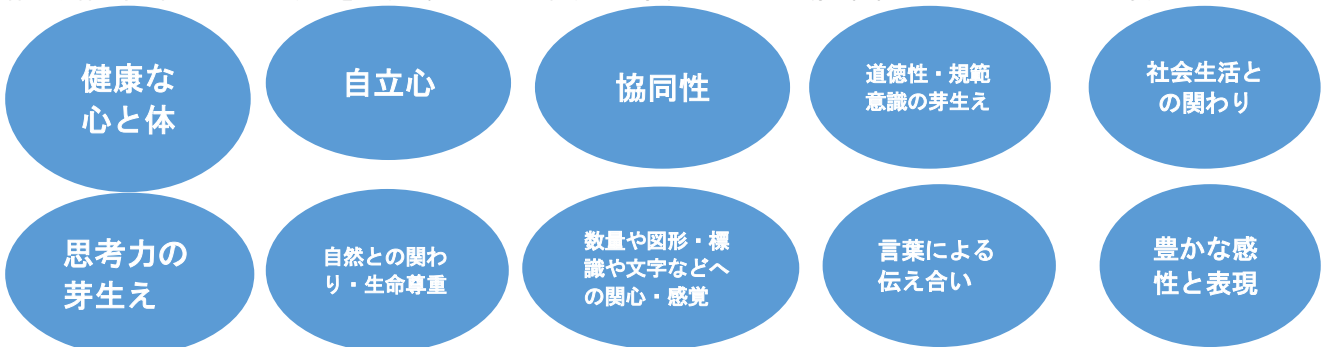 健康な
心と体
自立心
協同性
道徳性・規範
意識の芽生え
社会生活と
の関わり
思考力の
芽生え
自然との関わ
り・生命尊重
数量や図形・標
識や文字などへ
の関心・感覚
言葉による
伝え合い
豊かな感
性と表現